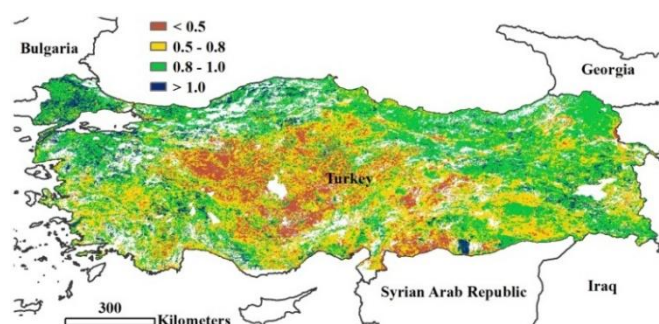 < 0.5
0.5 - 0.8
0.8 - 1.0
> 1.0
Bulgaria
Georgia
Turkey
Syrian Arab Republic
Iraq
300
Kilometers